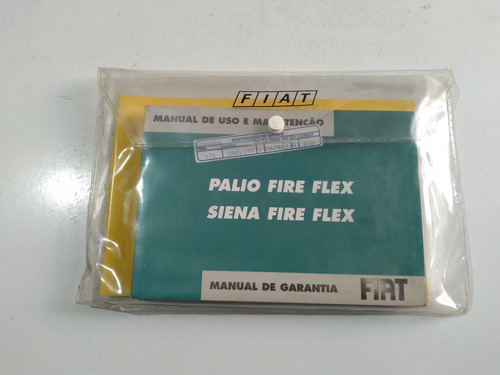 FIAT
MANUAL DE USO E MANUTENÇÃO
PALIO FIRE FLEX
SIENA FIRE FLEX
MANUAL DE GARANTIA
FIAT